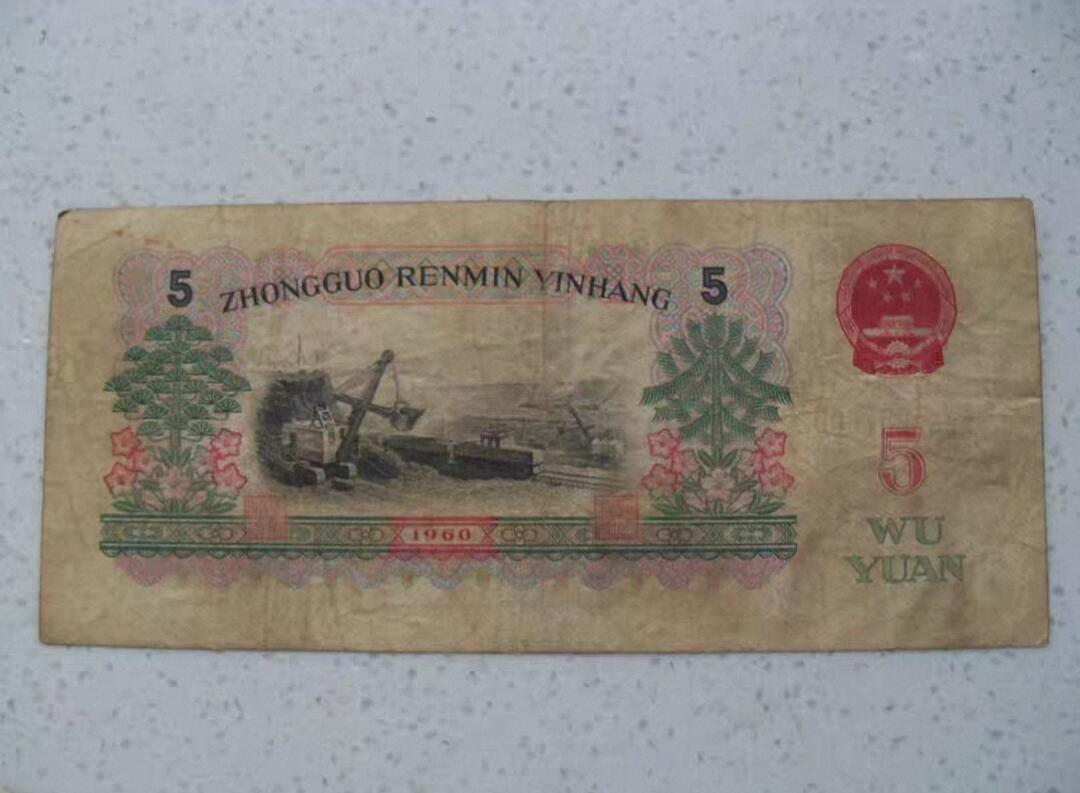 5 ZHONGGUO RENMIN YINHANG 5
5
WU
YUAN
1960